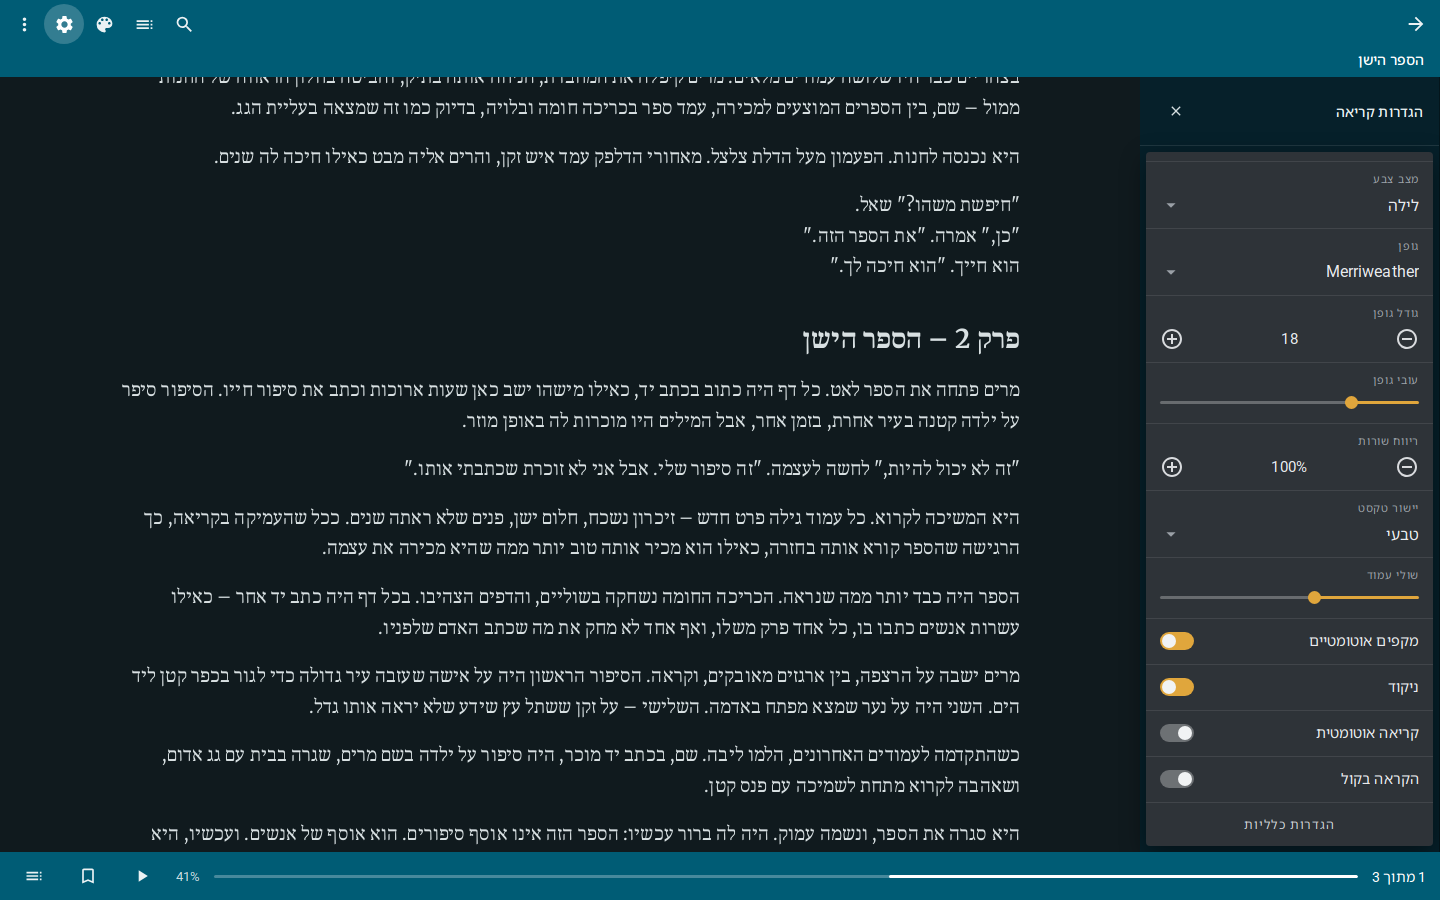 הספר הישן
הגדרות קריאה
מצב צבע
לילה
גופן
Merriweather
גודל גופן
18
עובי גופן
ריווח שורות
100%
יישור טקסט
טבעי
שולי עמוד
מקפים אוטומטיים
ניקוד
קריאה אוטומטית
הקראה בקול
הגדרות כלליות
ממול – שם, בין הספרים המוצעים למכירה, עמד ספר בכריכה חומה ובלויה, בדיוק כמו זה שמצאה בעליית הגג.
היא נכנסה לחנות. הפעמון מעל הדלת צלצל. מאחורי הדלפק עמד איש זקן, והרים אליה מבט כאילו חיכה לה שנים.
"חיפשת משהו?" שאל.
"כן," אמרה. "את הספר הזה."
הוא חייך. "הוא חיכה לך."
פרק 2 – הספר הישן
מרים פתחה את הספר לאט. כל דף היה כתוב בכתב יד, כאילו מישהו ישב כאן שעות ארוכות וכתב את סיפור חייו. הסיפור סיפר
על ילדה קטנה בעיר אחרת, בזמן אחר, אבל המילים היו מוכרות לה באופן מוזר.
"זה לא יכול להיות," לחשה לעצמה. "זה סיפור שלי. אבל אני לא זוכרת שכתבתי אותו."
היא המשיכה לקרוא. כל עמוד גילה פרט חדש – זיכרון נשכח, חלום ישן, פנים שלא ראתה שנים. ככל שהעמיקה בקריאה, כך
הרגישה שהספר קורא אותה בחזרה, כאילו הוא מכיר אותה טוב יותר ממה שהיא מכירה את עצמה.
הספר היה כבד יותר ממה שנראה. הכריכה החומה נשחקה בשוליים, והדפים הצהיבו. בכל דף היה כתב יד אחר – כאילו
עשרות אנשים כתבו בו, כל אחד פרק משלו, ואף אחד לא מחק את מה שכתב האדם שלפניו.
מרים ישבה על הרצפה, בין ארגזים מאובקים, וקראה. הסיפור הראשון היה על אישה שעזבה עיר גדולה כדי לגור בכפר קטן ליד
הים. השני היה על נער שמצא מפתח באדמה. השלישי – על זקן ששתל עץ שידע שלא יראה אותו גדל.
כשהתקדמה לעמודים האחרונים, הלמו ליבה. שם, בכתב יד מוכר, היה סיפור על ילדה בשם מרים, שגרה בבית עם גג אדום,
ושאהבה לקרוא מתחת לשמיכה עם פנס קטן.
היא סגרה את הספר, ונשמה עמוק. היה לה ברור עכשיו: הספר הזה אינו אוסף סיפורים. הוא אוסף של אנשים. ועכשיו, היא
1 מתוך 3
41%